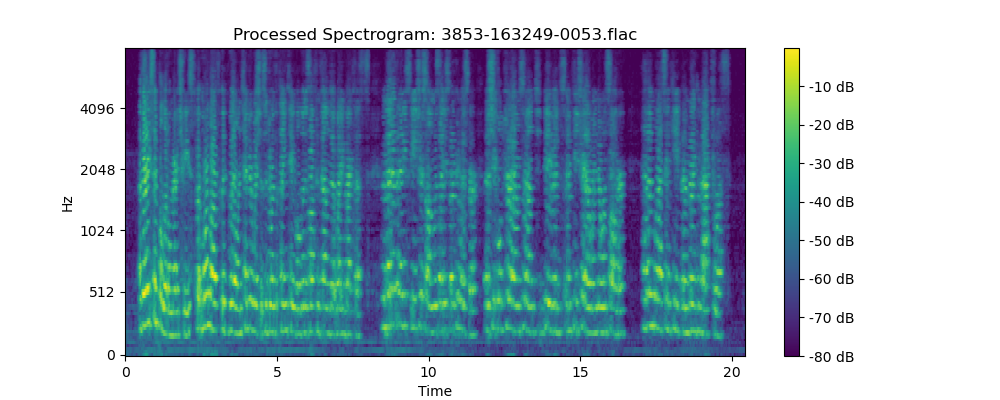 Processed Spectrogram: 3853-163249-0053.flac
Hz
4096
2048
1024
512
0
0 5 10 15 20
Time
-10 dB
-20 dB
-30 dB
-40 dB
-50 dB
-60 dB
-70 dB
-80 dB